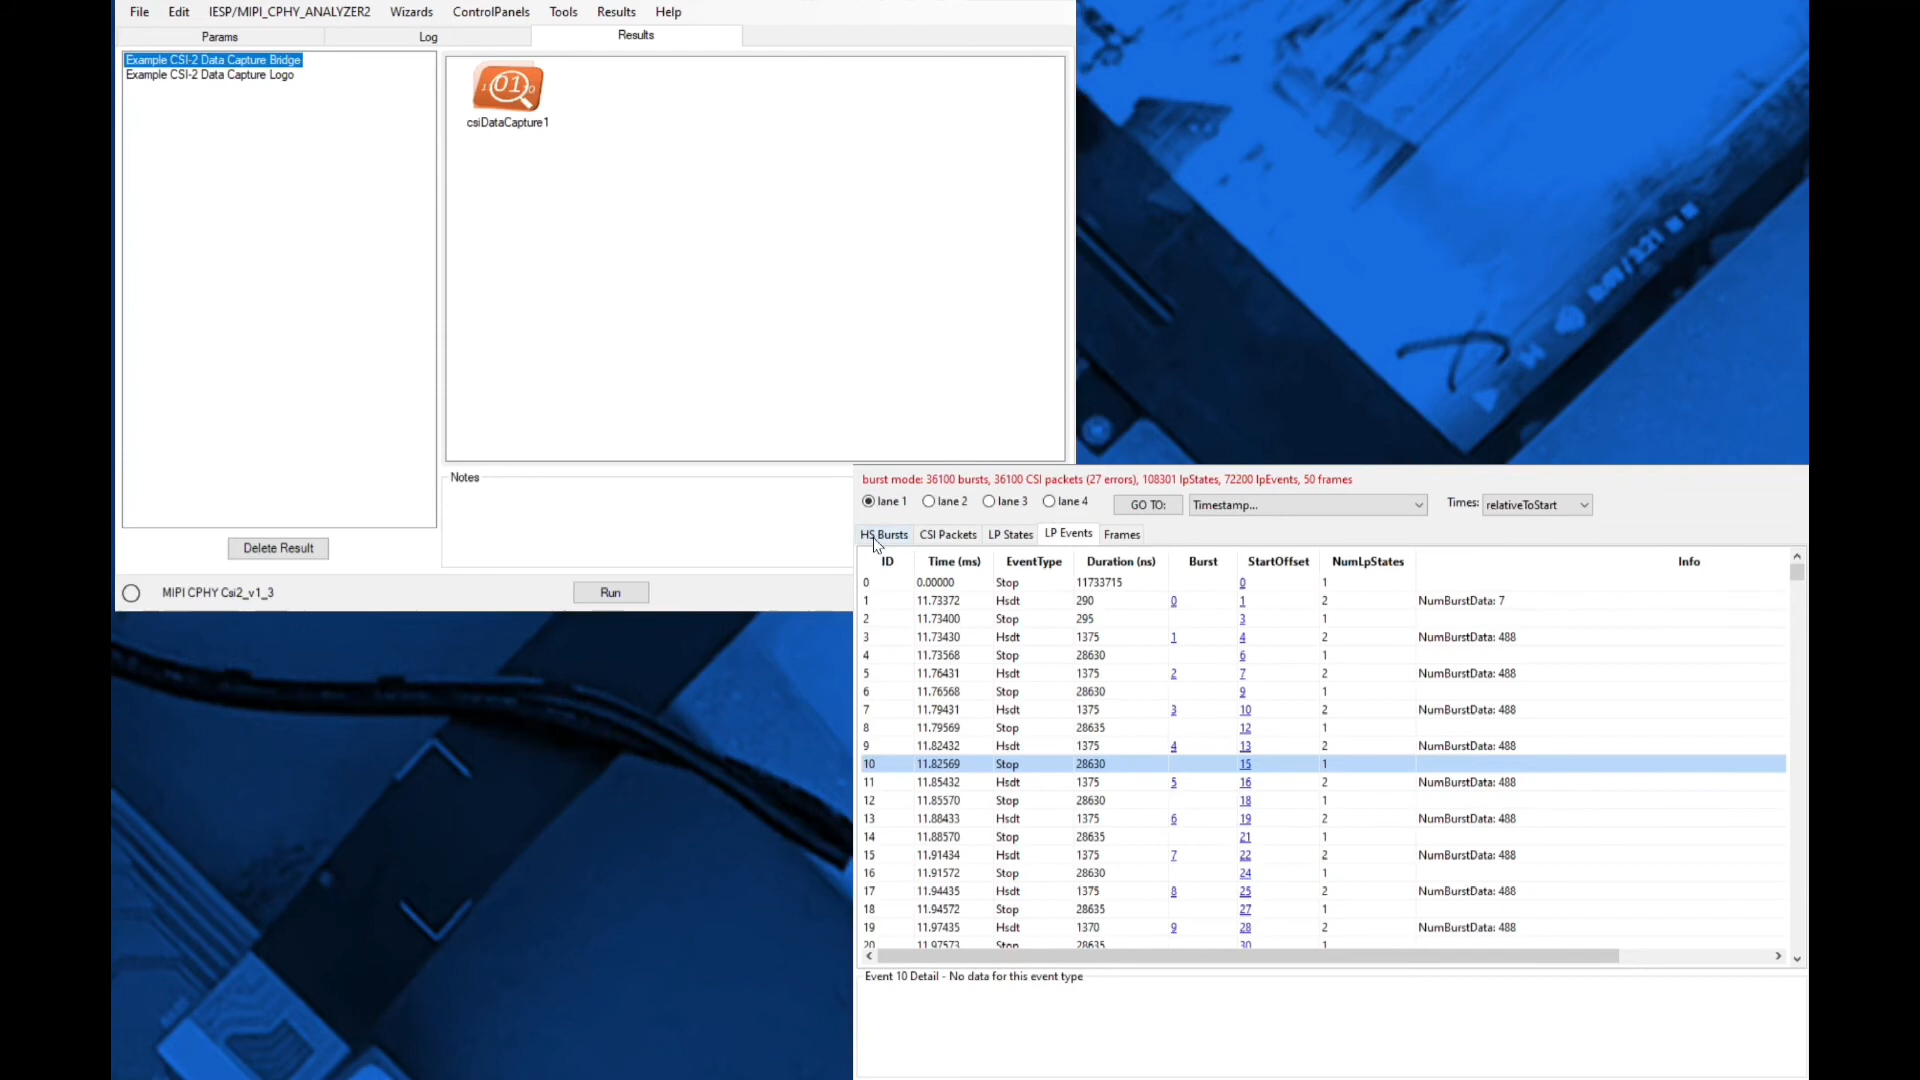 File Edit IESP/MIPI_CPHY_ANALYZER2 Wizards ControlPanels Tools Results Help
Params Log Results
Example CSI-2 Data Capture Bridge
Example CSI-2 Data Capture Logo
csiDataCapture1
Notes
Delete Result
MIPI CPHY Csi2_v1_3 Run
burst mode: 36100 bursts, 36100 CSI packets (27 errors), 108301 lpStates, 72200 lpEvents, 50 frames
lane 1 lane 2 lane 3 lane 4 GO TO: Timestamp... Times: relativeToStart
HS Bursts CSI Packets LP States LP Events Frames
ID Time (ms) EventType Duration (ns) Burst StartOffset NumLpStates Info
0 0.00000 Stop 11733715 0 1
1 11.73372 Hsdt 290 0 1 2 NumBurstData: 7
2 11.73400 Stop 295 3 1
3 11.73430 Hsdt 1375 1 4 2 NumBurstData: 488
4 11.73568 Stop 28630 6 1
5 11.76431 Hsdt 1375 2 7 2 NumBurstData: 488
6 11.76568 Stop 28630 9 1
7 11.79431 Hsdt 1375 3 10 2 NumBurstData: 488
8 11.79569 Stop 28635 12 1
9 11.82432 Hsdt 1375 4 13 2 NumBurstData: 488
10 11.82569 Stop 28630 15 1
11 11.85432 Hsdt 1375 5 16 2 NumBurstData: 488
12 11.85570 Stop 28630 18 1
13 11.88433 Hsdt 1375 6 19 2 NumBurstData: 488
14 11.88570 Stop 28635 21 1
15 11.91434 Hsdt 1375 7 22 2 NumBurstData: 488
16 11.91572 Stop 28630 24 1
17 11.94435 Hsdt 1375 8 25 2 NumBurstData: 488
18 11.94572 Stop 28635 27 1
19 11.97435 Hsdt 1370 9 28 2 NumBurstData: 488
20 11.97573 Stop 28635 30 1
Event 10 Detail - No data for this event type